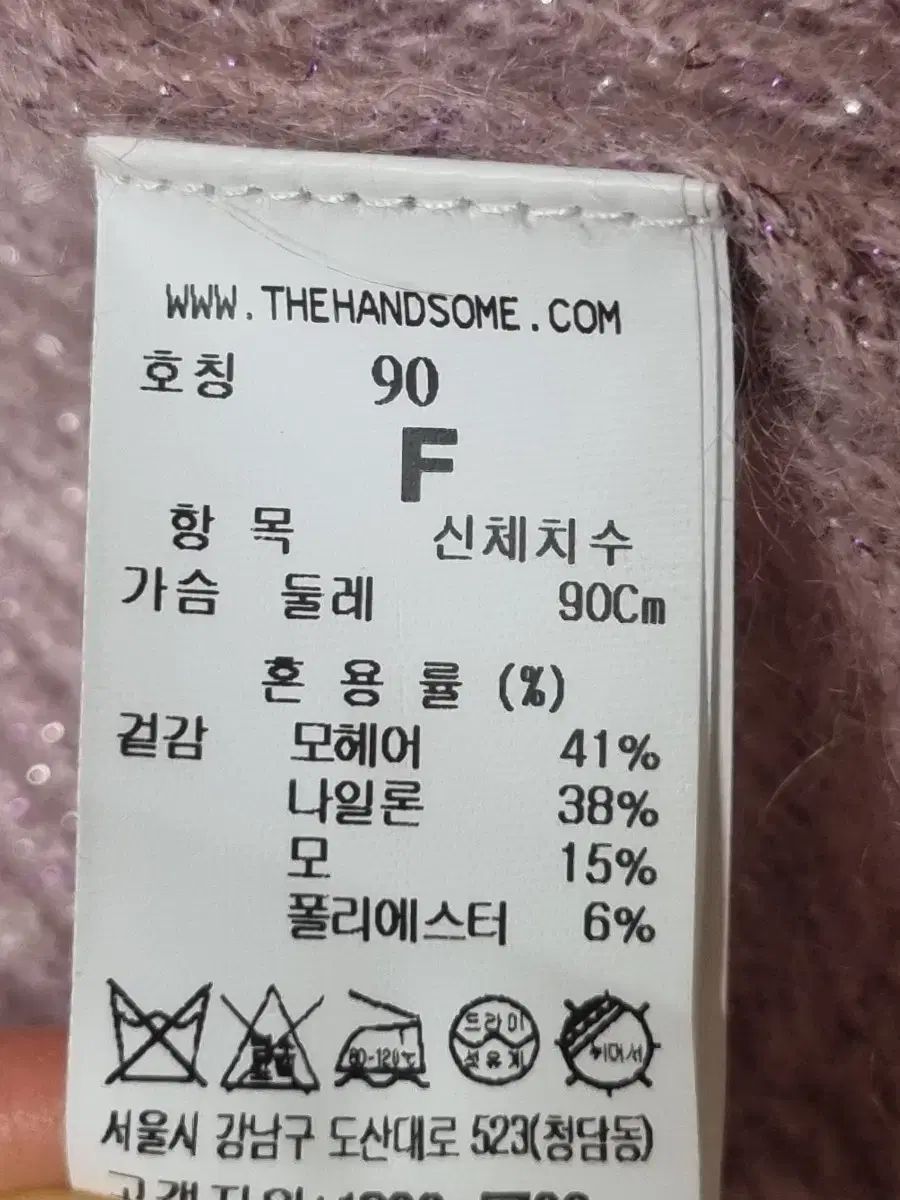 WWW.THEHANDSOME.COM
호칭 90
F
항 목 신체치수
가슴 둘레 90Cm
혼 용 률 (%)
겉감 모헤어 41%
나일론 38%
모 15%
폴리에스터 6%
80-120℃ 드라이 석유계 뉘어서
서울시 강남구 도산대로 523(청담동)